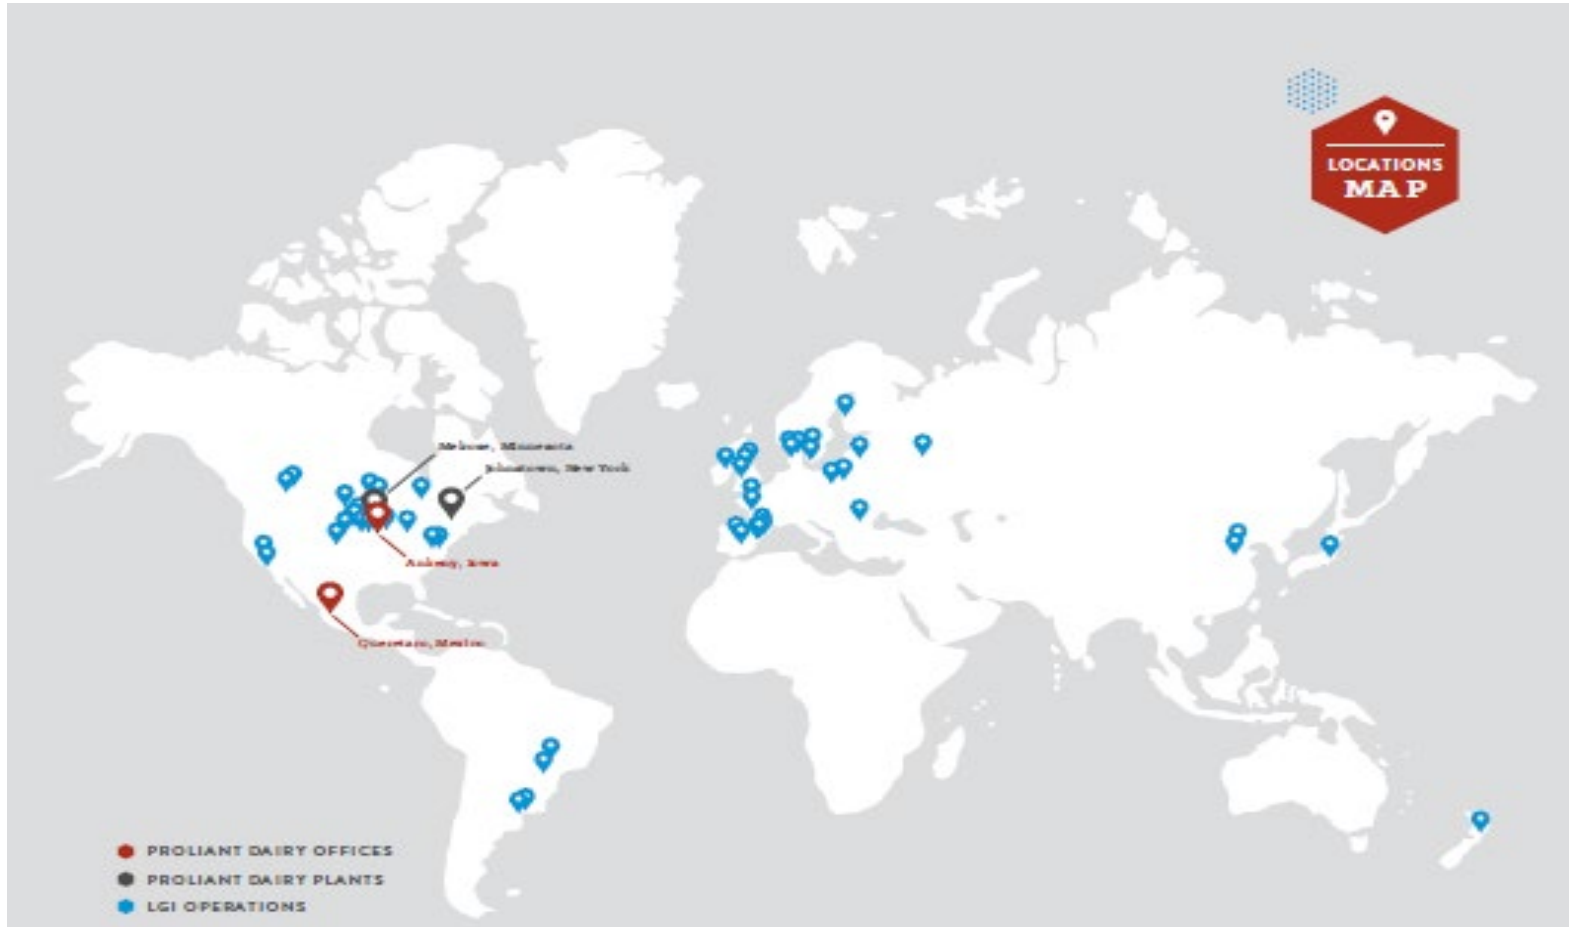 LOCATIONS
MAP
Melrose, Minnesota
Johnstown, New York
Ankeny, Iowa
Queretaro, Mexico
PROLIANT DAIRY OFFICES
PROLIANT DAIRY PLANTS
LGI OPERATIONS